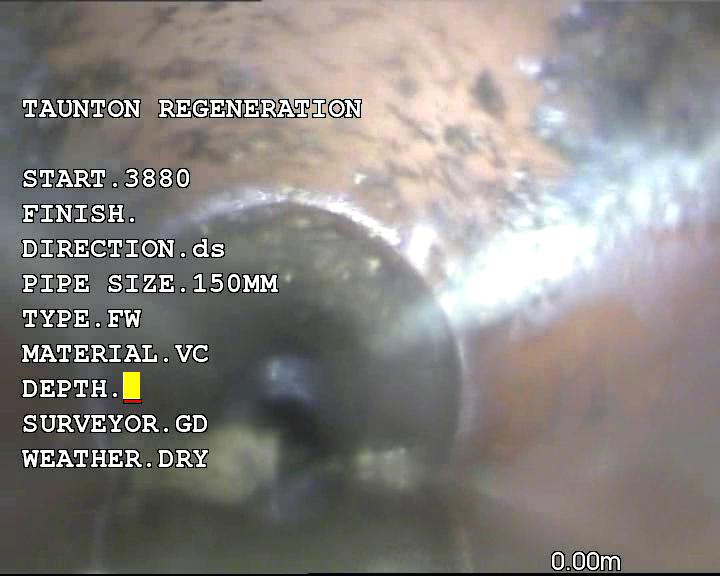 TAUNTON REGENERATION
START.3880
FINISH.
DIRECTION.ds
PIPE SIZE.150MM
TYPE.FW
MATERIAL.VC
DEPTH.
SURVEYOR.GD
WEATHER.DRY
0.00m